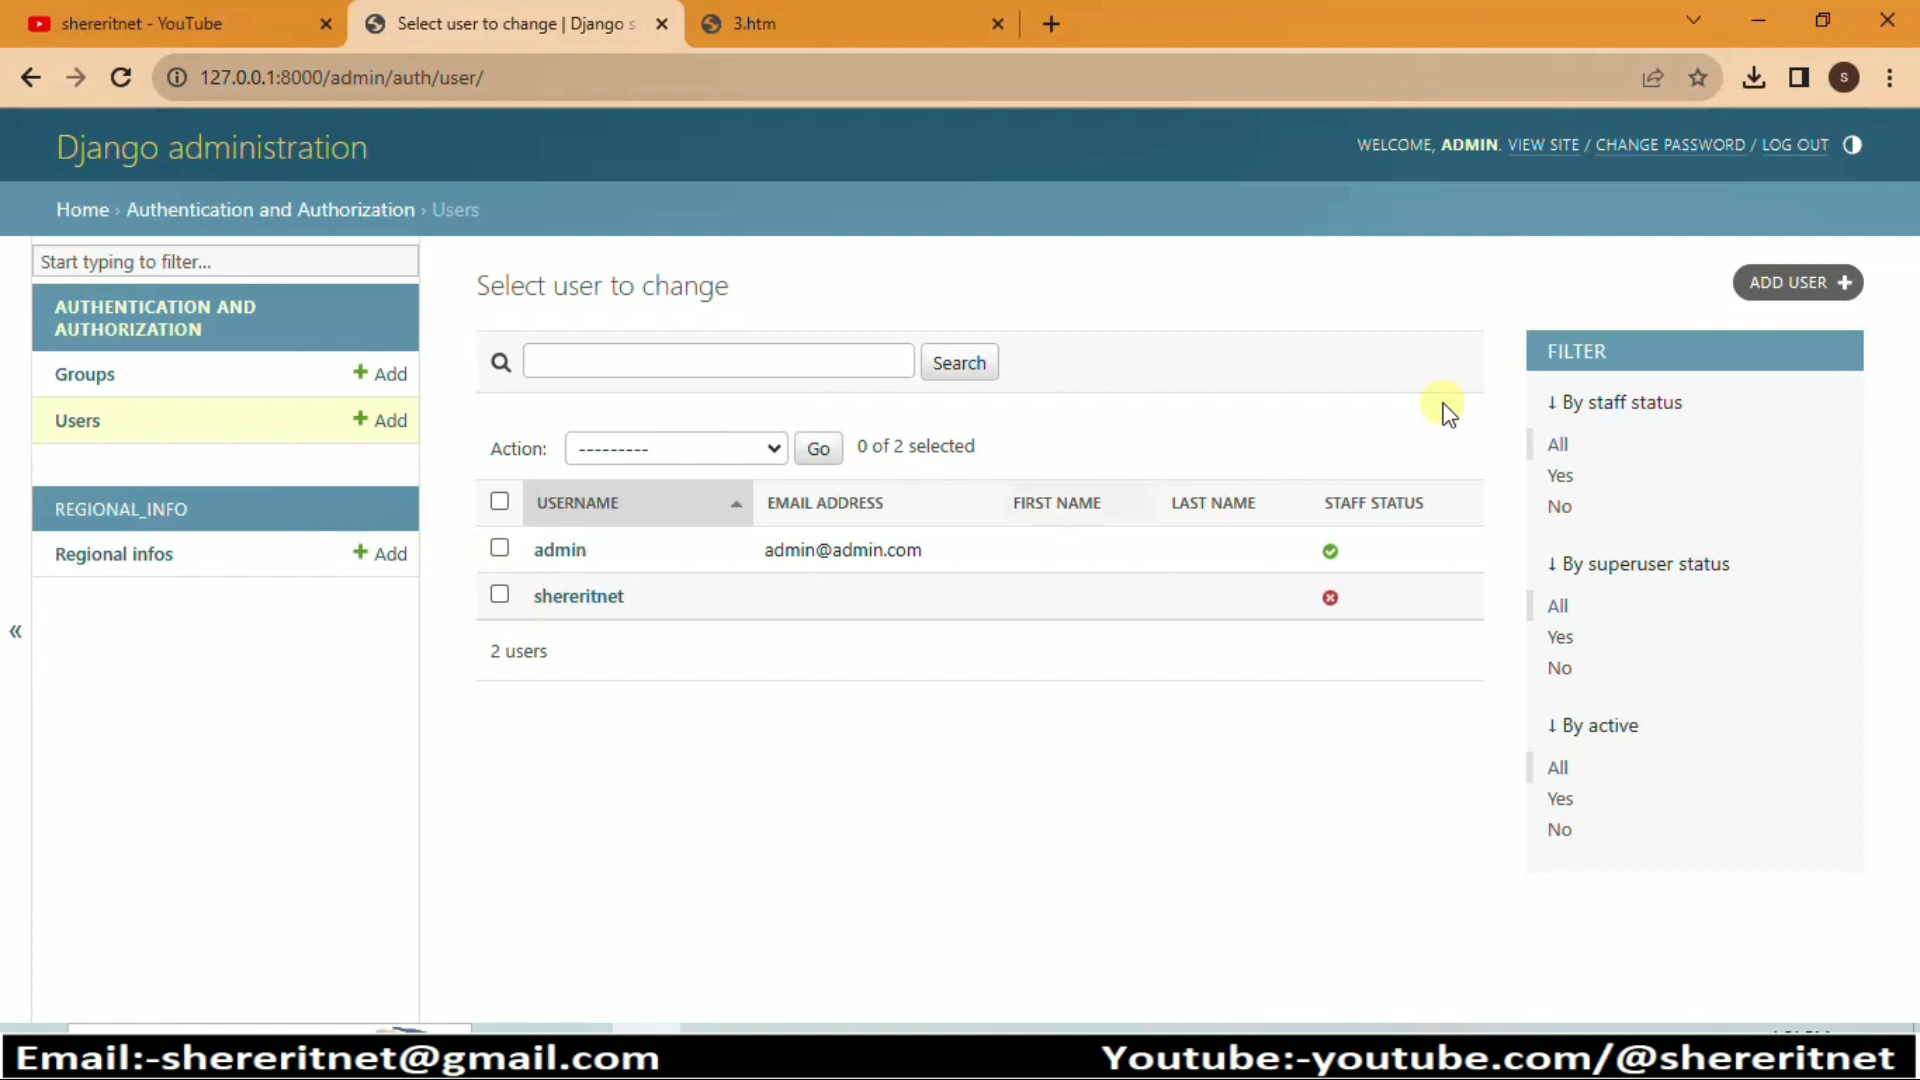 shereritnet - YouTube
Select user to change | Django s
3.htm
127.0.0.1:8000/admin/auth/user/
S
Django administration
WELCOME, ADMIN. VIEW SITE / CHANGE PASSWORD / LOG OUT
Home › Authentication and Authorization › Users
Start typing to filter...
AUTHENTICATION AND
AUTHORIZATION
Groups + Add
Users + Add
REGIONAL_INFO
Regional infos + Add
«
Select user to change
ADD USER +
Search
Action: --------- Go 0 of 2 selected
USERNAME EMAIL ADDRESS FIRST NAME LAST NAME STAFF STATUS
admin admin@admin.com
shereritnet
2 users
FILTER
↓ By staff status
All
Yes
No
↓ By superuser status
All
Yes
No
↓ By active
All
Yes
No
Email:-shereritnet@gmail.com
Youtube:-youtube.com/@shereritnet